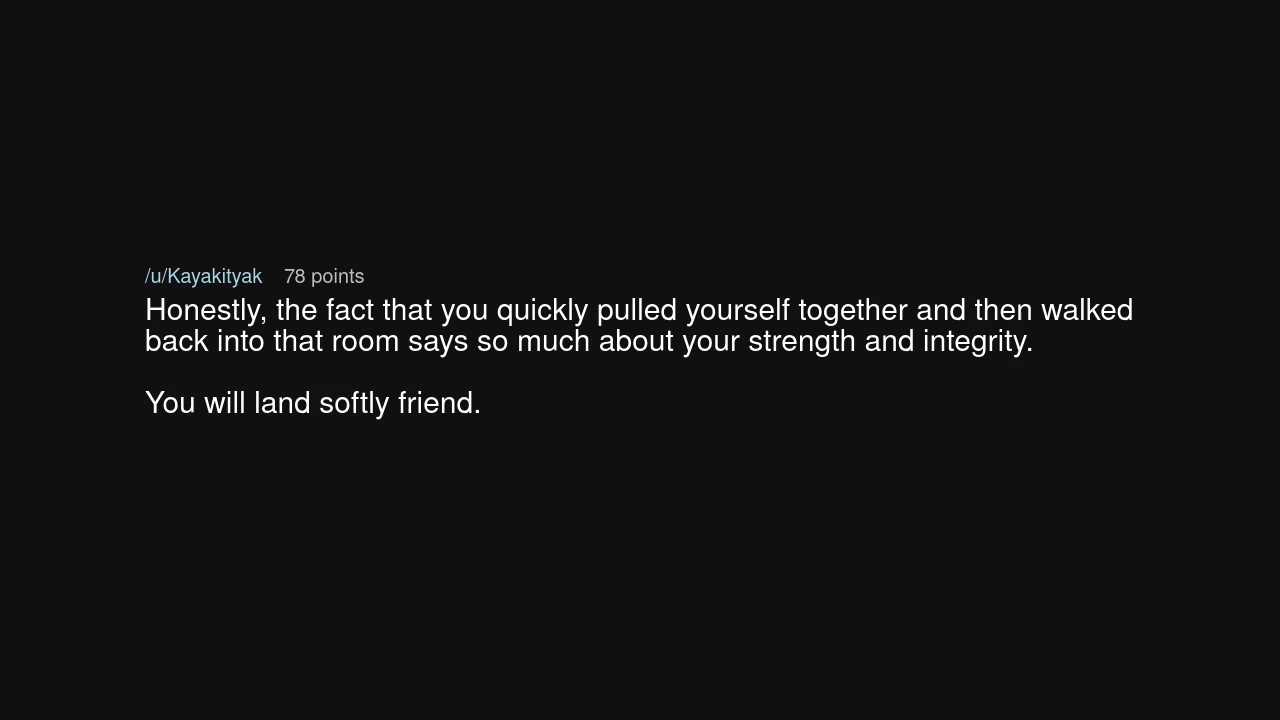 /u/Kayakityak 78 points
Honestly, the fact that you quickly pulled yourself together and then walked
back into that room says so much about your strength and integrity.
You will land softly friend.